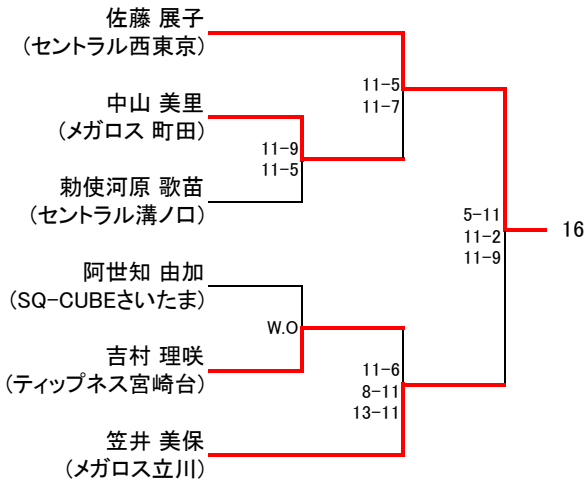 佐藤 展子
(セントラル西東京)
11-5
11-7
中山 美里
(メガロス 町田)
11-9
11-5
勅使河原 歌苗
(セントラル溝ノ口)
5-11
11-2
11-9
16
阿世知 由加
(SQ-CUBEさいたま)
W.O
吉村 理咲
(ティップネス宮崎台)
11-6
8-11
13-11
笠井 美保
(メガロス立川)